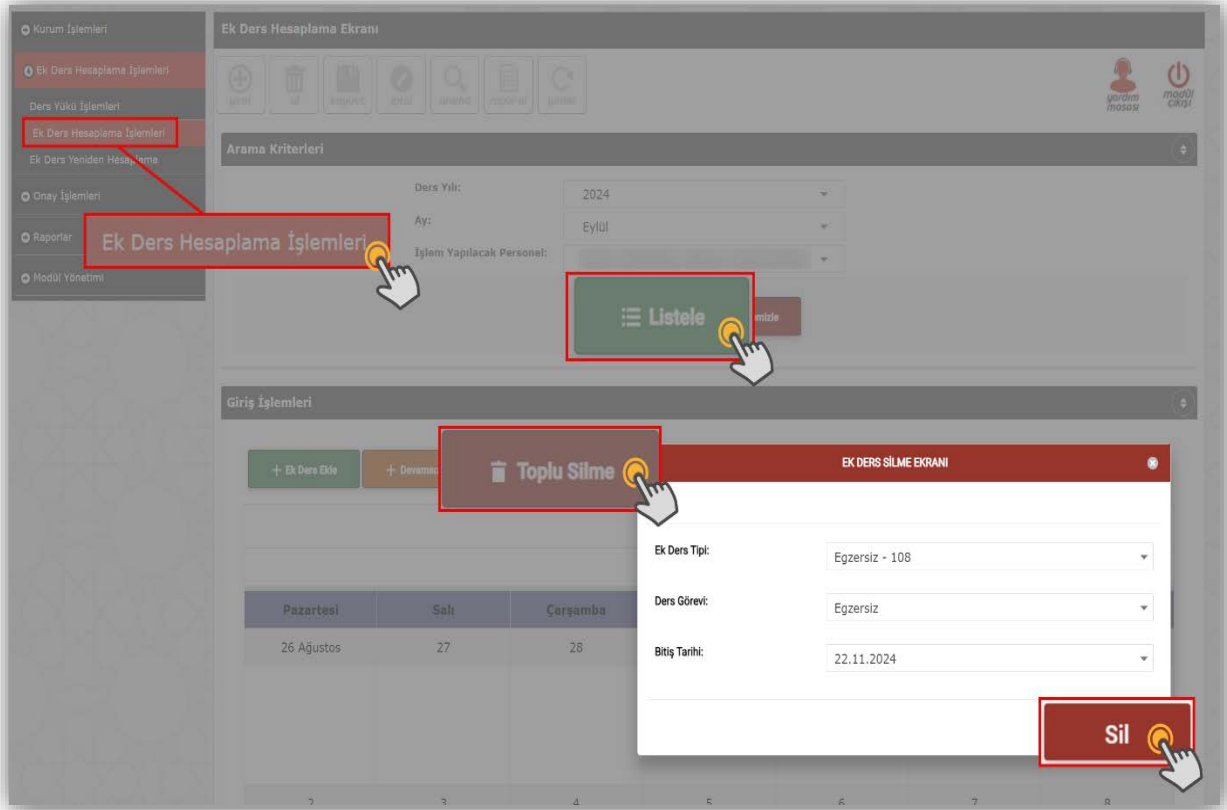 Kurum İşlemleri
Ek Ders Hesaplama İşlemleri
Ders Yükü İşlemleri
Ek Ders Hesaplama İşlemleri
Ek Ders Yeniden Hesaplama
Onay İşlemleri
Raporlar
Modül Yönetimi
Ek Ders Hesaplama İşlemleri
Ek Ders Hesaplama Ekranı
yardım masası
modül çıkışı
Arama Kriterleri
Ders Yılı:
2024
Ay:
Eylül
İşlem Yapılacak Personel:
Listele
Giriş İşlemleri
+ Ek Ders Ekle
Toplu Silme
EK DERS SİLME EKRANI
Ek Ders Tipi:
Egzersiz - 108
Ders Görevi:
Egzersiz
Bitiş Tarihi:
22.11.2024
Sil
Pazartesi Salı Çarşamba
26 Ağustos 27 28
2 3 4 5 6 7 8